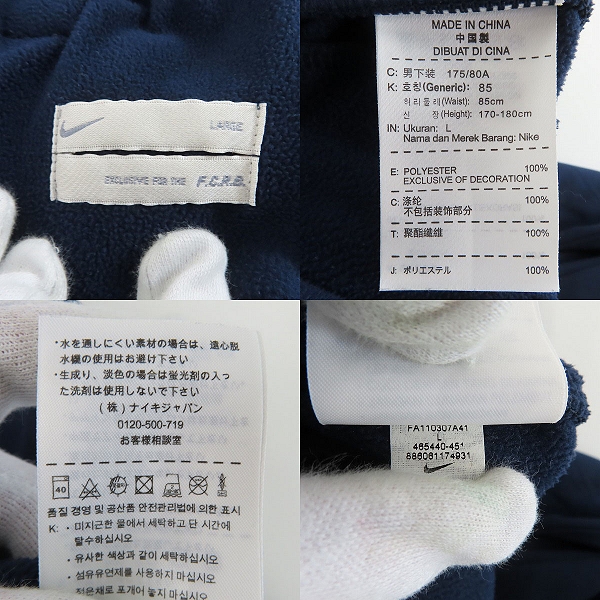 LARGE
EXCLUSIVE FOR THE F.C.R.B.
MADE IN CHINA
中国製
DIBUAT DI CINA
C: 男下装 175/80A
K: 호칭(Generic): 85
허리둘레(Waist): 85cm
신 장(Height): 170-180cm
IN: Ukuran: L
Nama dan Merek Barang: Nike
E: POLYESTER 100%
EXCLUSIVE OF DECORATION
C: 涤纶 100%
不包括装饰部分
T: 聚酯纖維 100%
J: ポリエステル 100%
・水を通しにくい素材の場合は、遠心脱
水機の使用はお避け下さい
・生成り、淡色の場合は蛍光剤の入っ
た洗剤は使用しないで下さい
(株)ナイキジャパン
0120-500-719
お客様相談室
40
품질 경영 및 공산품 안전관리법에 의한 표시
K: ・미지근한 물에서 세탁하고 단 시간에
탈수하십시오
・유사한 색상과 같이 세탁하십시오
・섬유유연제를 사용하지 마십시오
FA110307A41
L
465440-451
886061174931